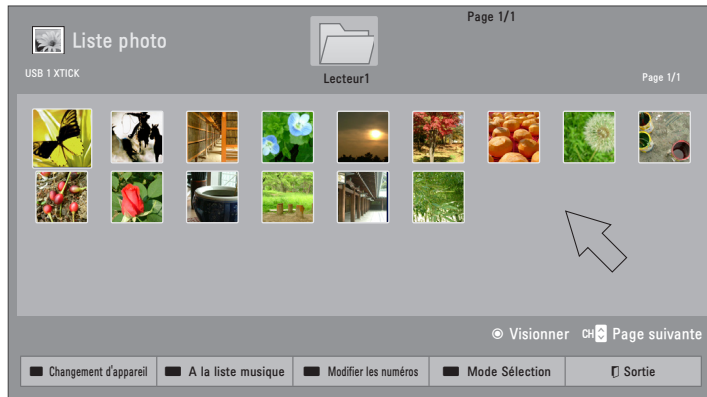 Page 1/1
Liste photo
USB 1 XTICK
Lecteur1
Page 1/1
Visionner CH Page suivante
Changement d'appareil A la liste musique Modifier les numéros Mode Sélection Sortie